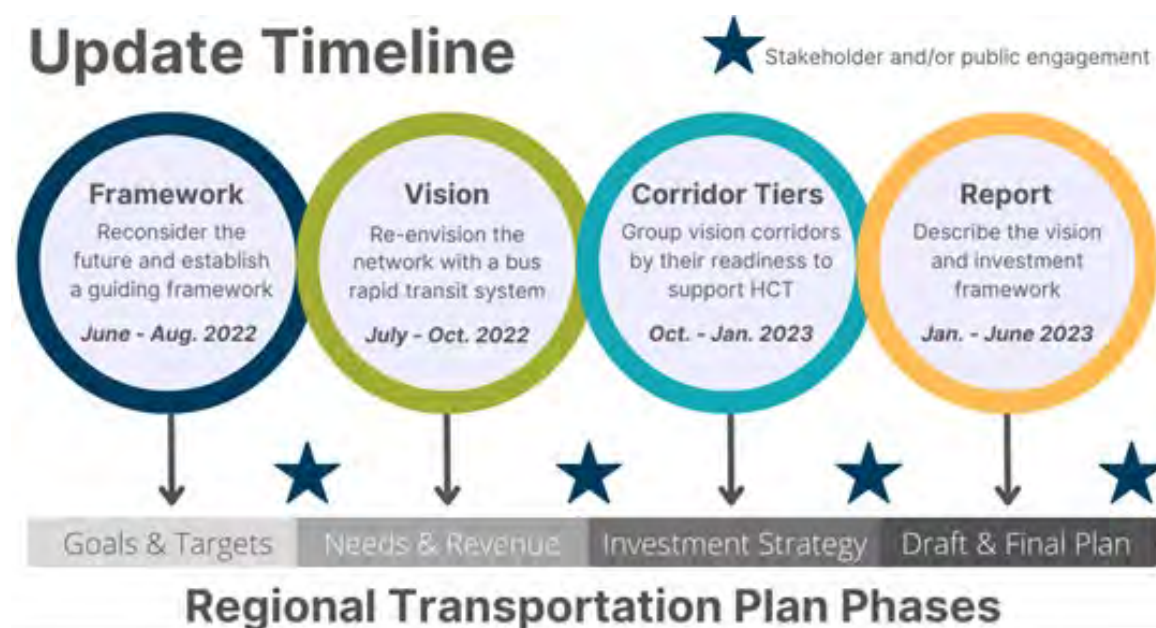 Update Timeline
Stakeholder and/or public engagement
Framework
Reconsider the
future and establish
a guiding framework
June - Aug. 2022
Vision
Re-envision the
network with a bus
rapid transit system
July - Oct. 2022
Corridor Tiers
Group vision corridors
by their readiness to
support HCT
Oct. - Jan. 2023
Report
Describe the vision
and investment
framework
Jan. - June 2023
Goals & Targets
Needs & Revenue
Investment Strategy
Draft & Final Plan
Regional Transportation Plan Phases